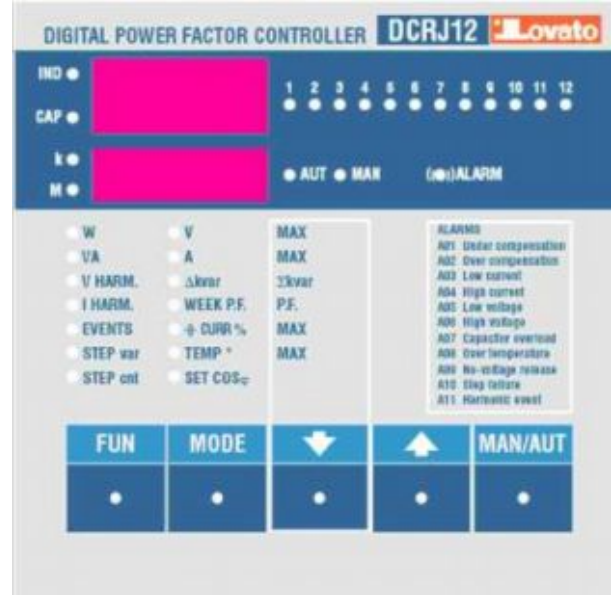 DIGITAL POWER FACTOR CONTROLLER DCRJ12 Lovato
IND
CAP
1 2 3 4 5 6 7 8 9 10 11 12
k
M
AUT MAN ALARM
W V MAX
VA A MAX
V HARM. Δkvar Σkvar
I HARM. WEEK P.F. P.F.
EVENTS CURR % MAX
STEP var TEMP ° MAX
STEP cnt SET COSφ
ALARMS
A01 Under compensation
A02 Over compensation
A03 Low current
A04 High current
A05 Low voltage
A06 High voltage
A07 Capacitor overload
A08 Over temperature
A09 No-voltage release
A10 Step failure
A11 Harmonic event
FUN MODE MAN/AUT